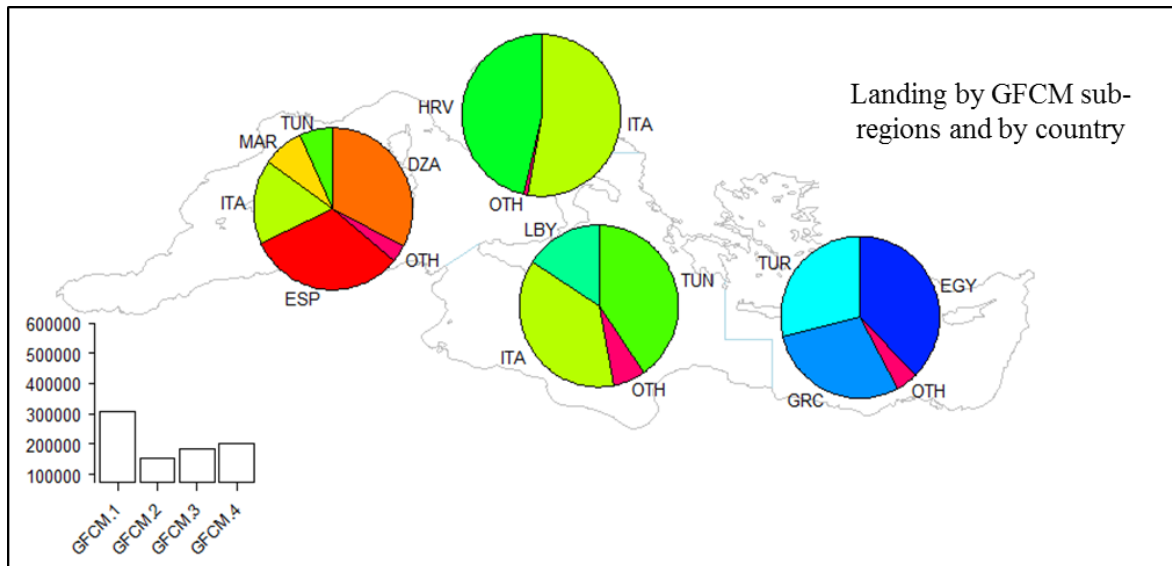 Landing by GFCM sub-
regions and by country
HRV
ITA
OTH
TUN
MAR
DZA
ITA
OTH
ESP
LBY
TUN
ITA
OTH
TUR
EGY
GRC
OTH
600000
500000
400000
300000
200000
100000
GFCM.1
GFCM.2
GFCM.3
GFCM.4